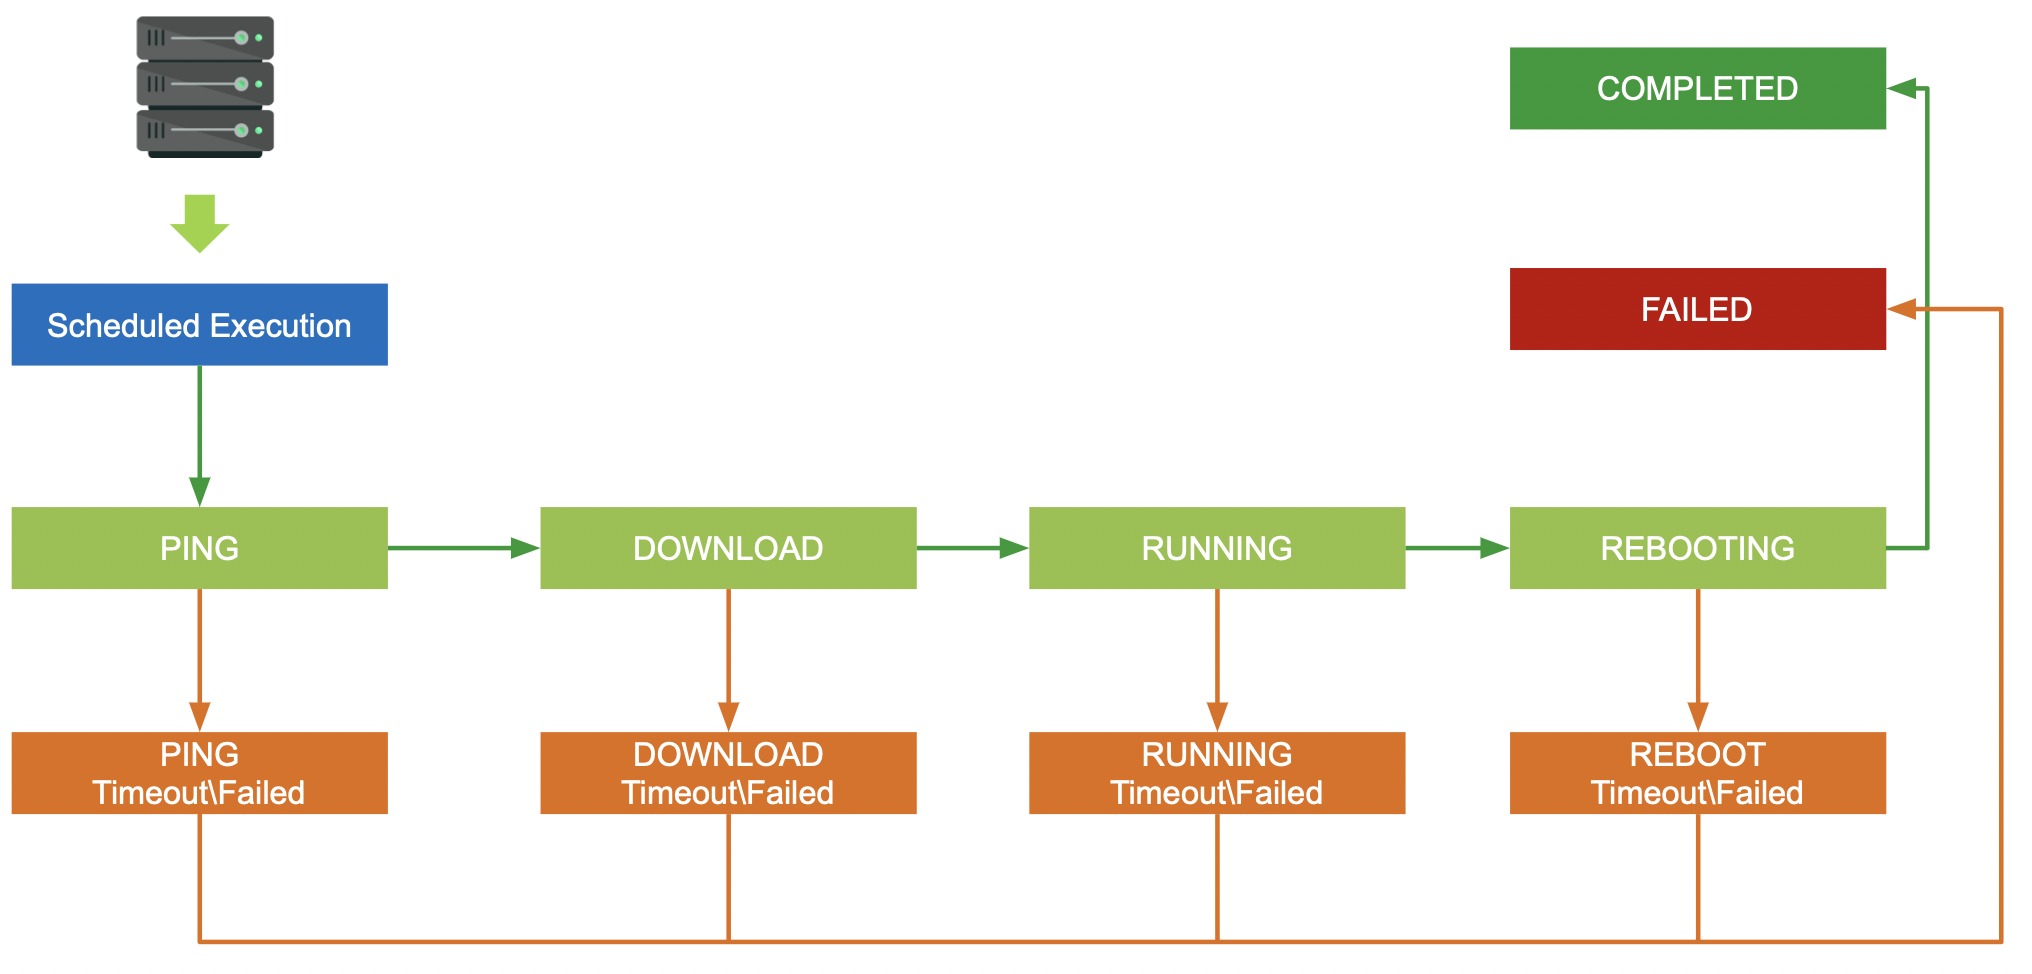 COMPLETED
FAILED
Scheduled Execution
PING
DOWNLOAD
RUNNING
REBOOTING
PING
Timeout\Failed
DOWNLOAD
Timeout\Failed
RUNNING
Timeout\Failed
REBOOT
Timeout\Failed